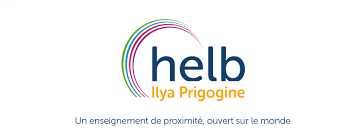 helb
Ilya Prigogine
Un enseignement de proximité, ouvert sur le monde